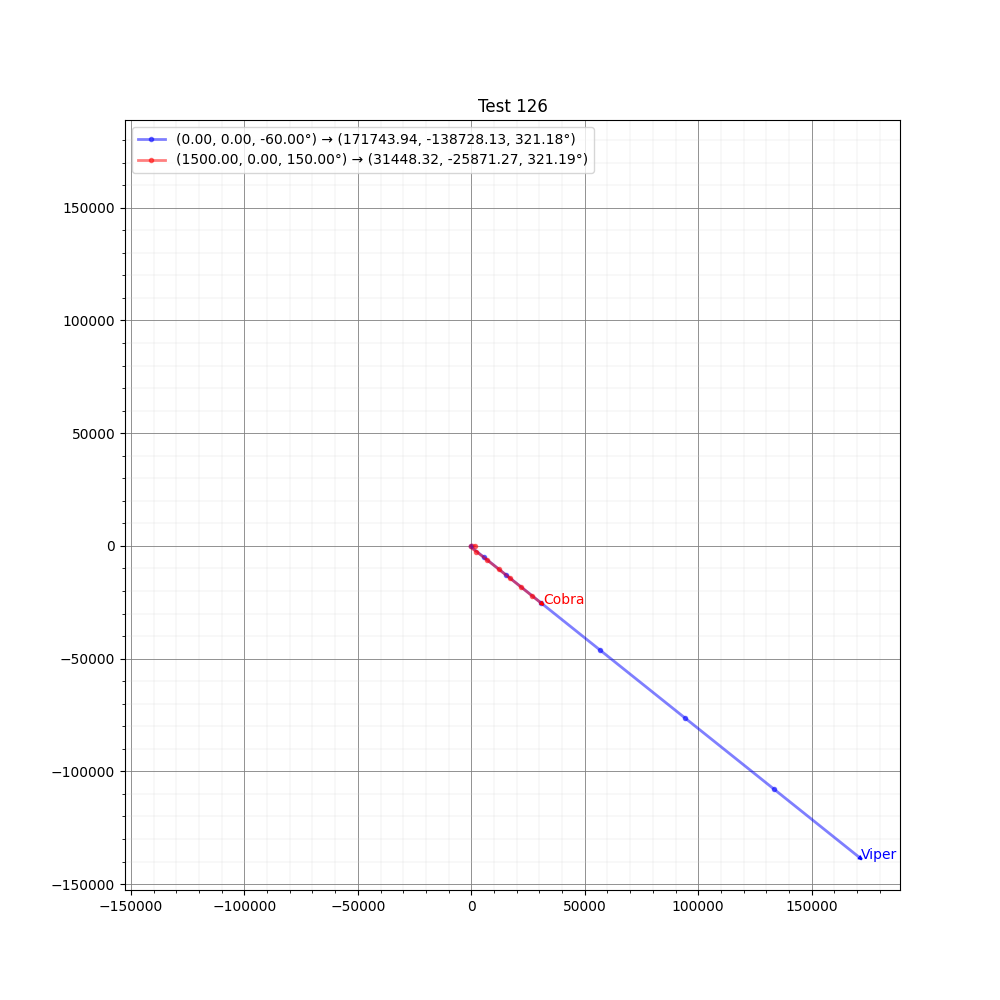 Test 126
(0.00, 0.00, -60.00°) → (171743.94, -138728.13, 321.18°)
(1500.00, 0.00, 150.00°) → (31448.32, -25871.27, 321.19°)
150000
100000
50000
0
−50000
−100000
−150000
Cobra
Viper
−150000 −100000 −50000 0 50000 100000 150000